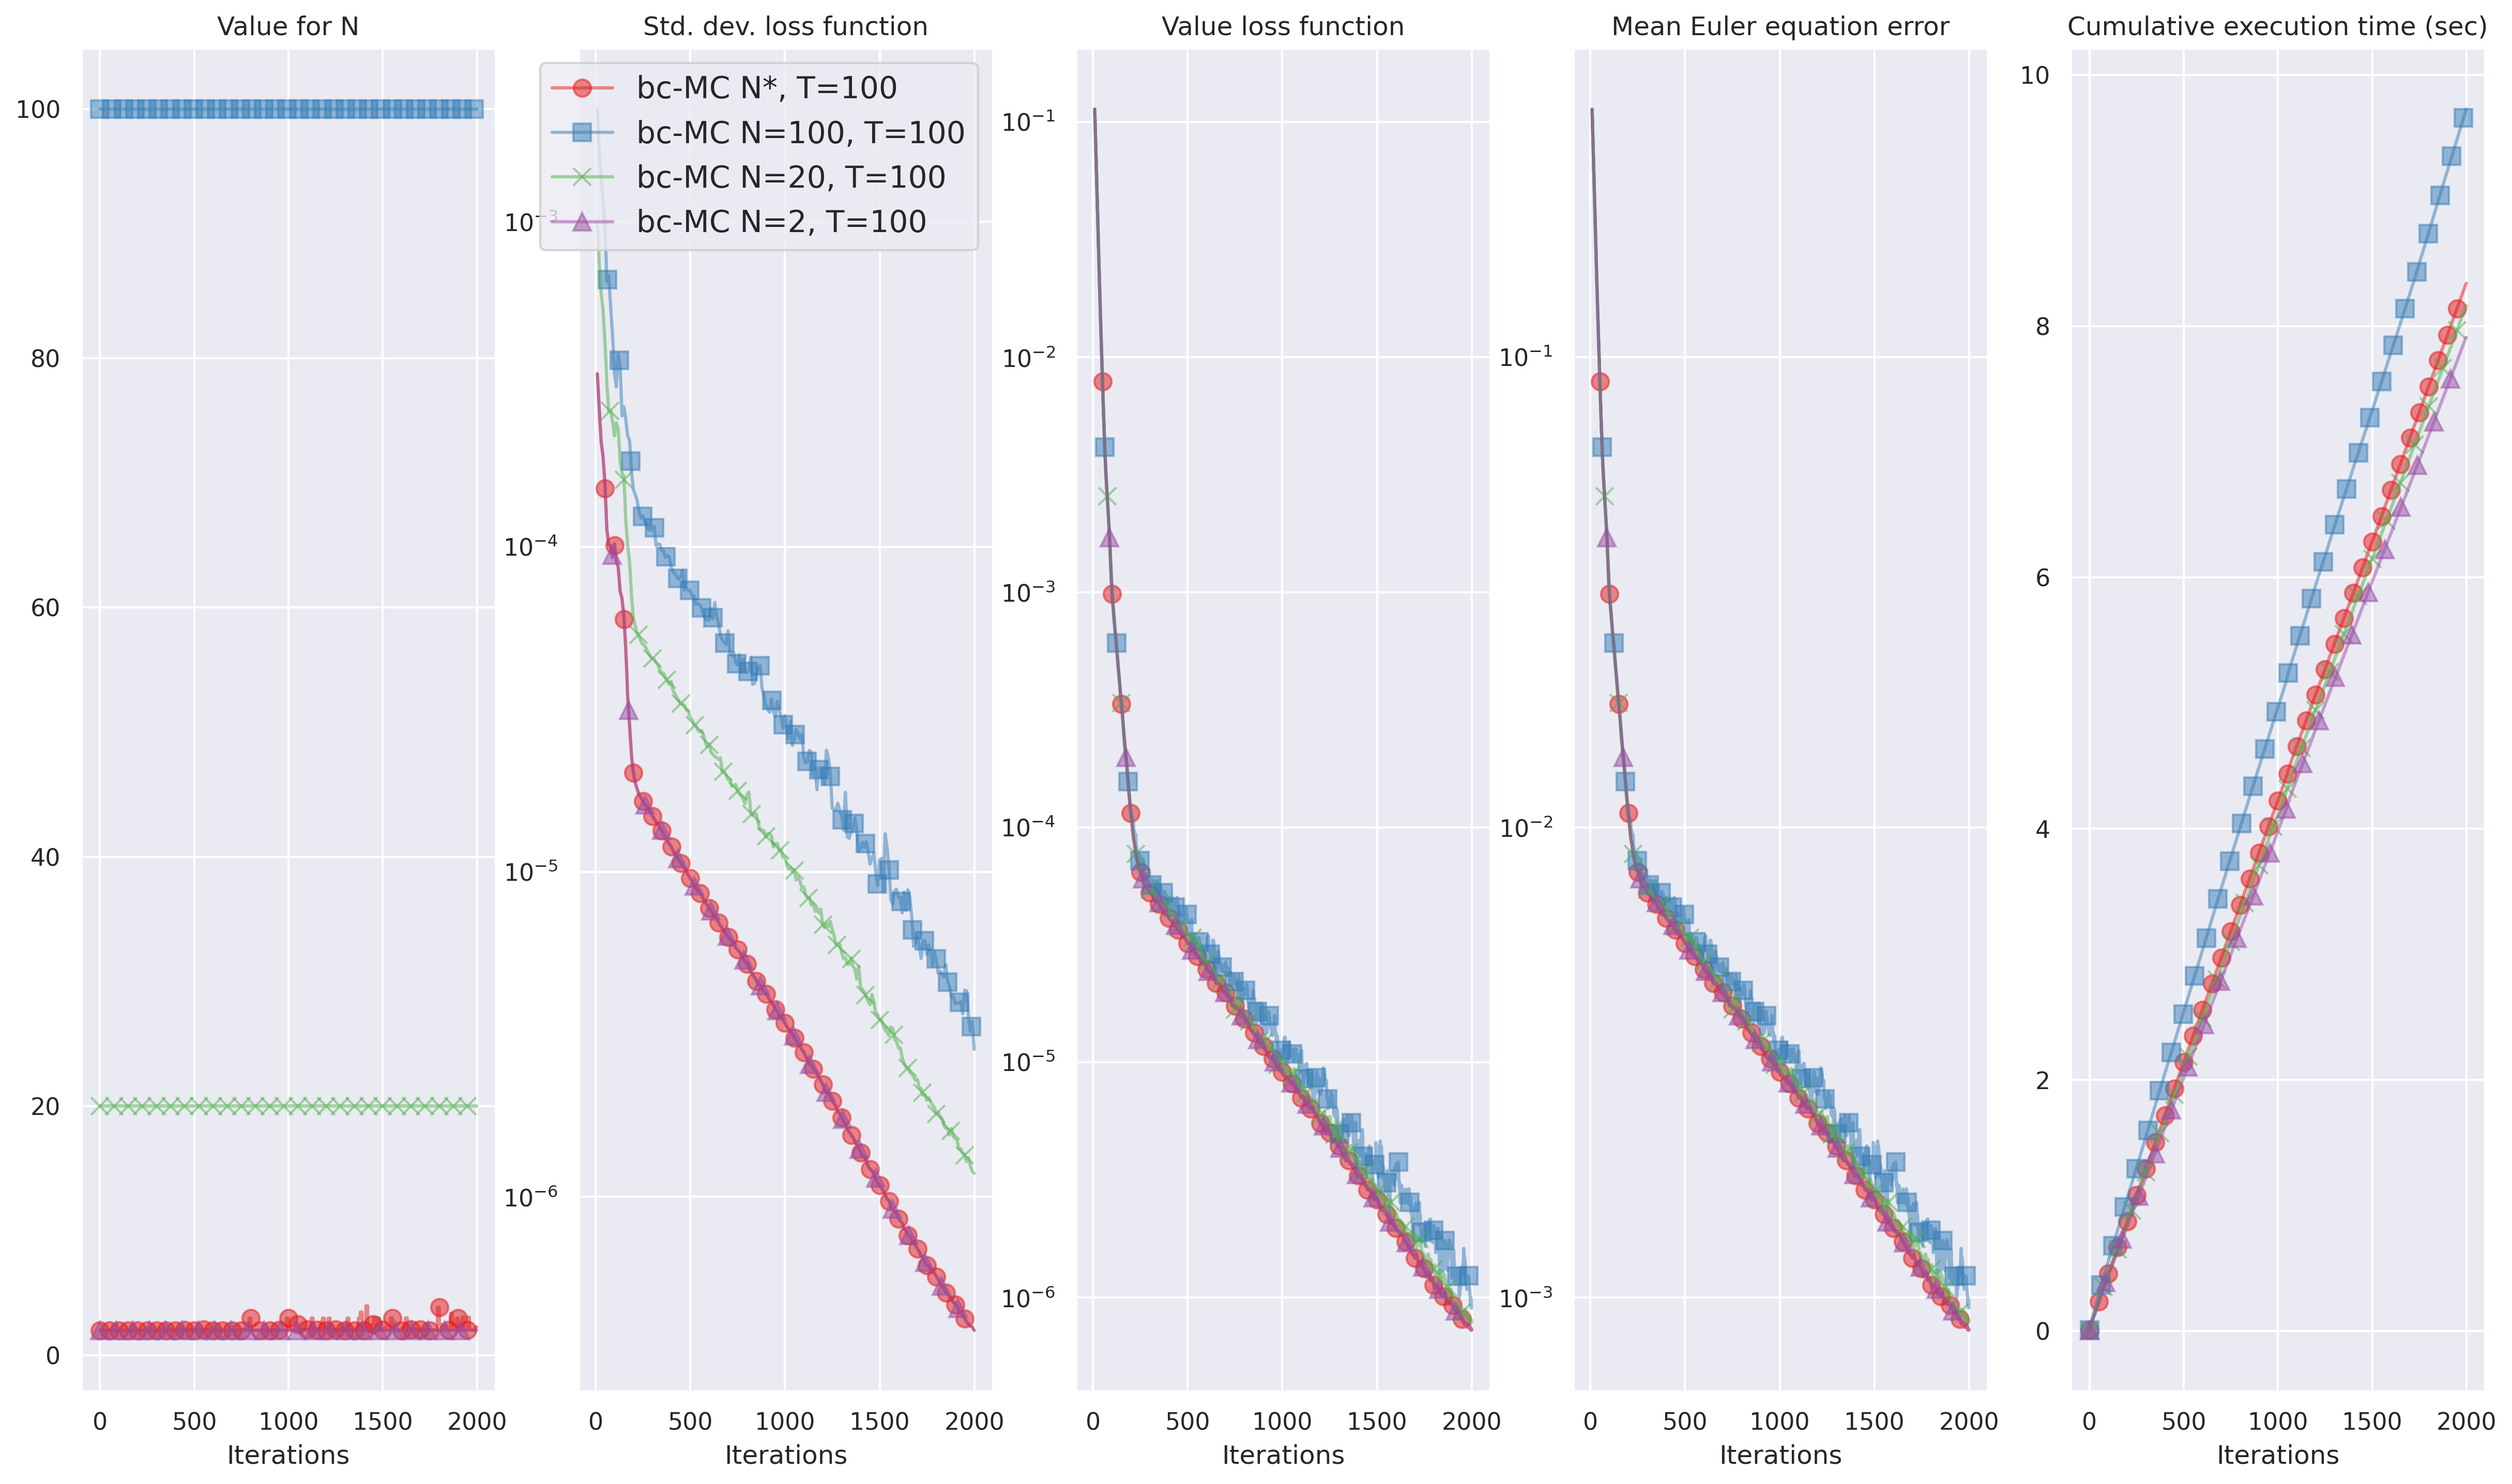 Value for N
Std. dev. loss function
Value loss function
Mean Euler equation error
Cumulative execution time (sec)
bc-MC N*, T=100
bc-MC N=100, T=100
bc-MC N=20, T=100
bc-MC N=2, T=100
100
80
60
40
20
0
10⁻³
10⁻⁴
10⁻⁵
10⁻⁶
10⁻¹
10⁻²
10⁻³
10⁻⁴
10⁻⁵
10⁻⁶
10⁻¹
10⁻²
10⁻³
10
8
6
4
2
0
0 500 1000 1500 2000
0 500 1000 1500 2000
0 500 1000 1500 2000
0 500 1000 1500 2000
0 500 1000 1500 2000
Iterations
Iterations
Iterations
Iterations
Iterations